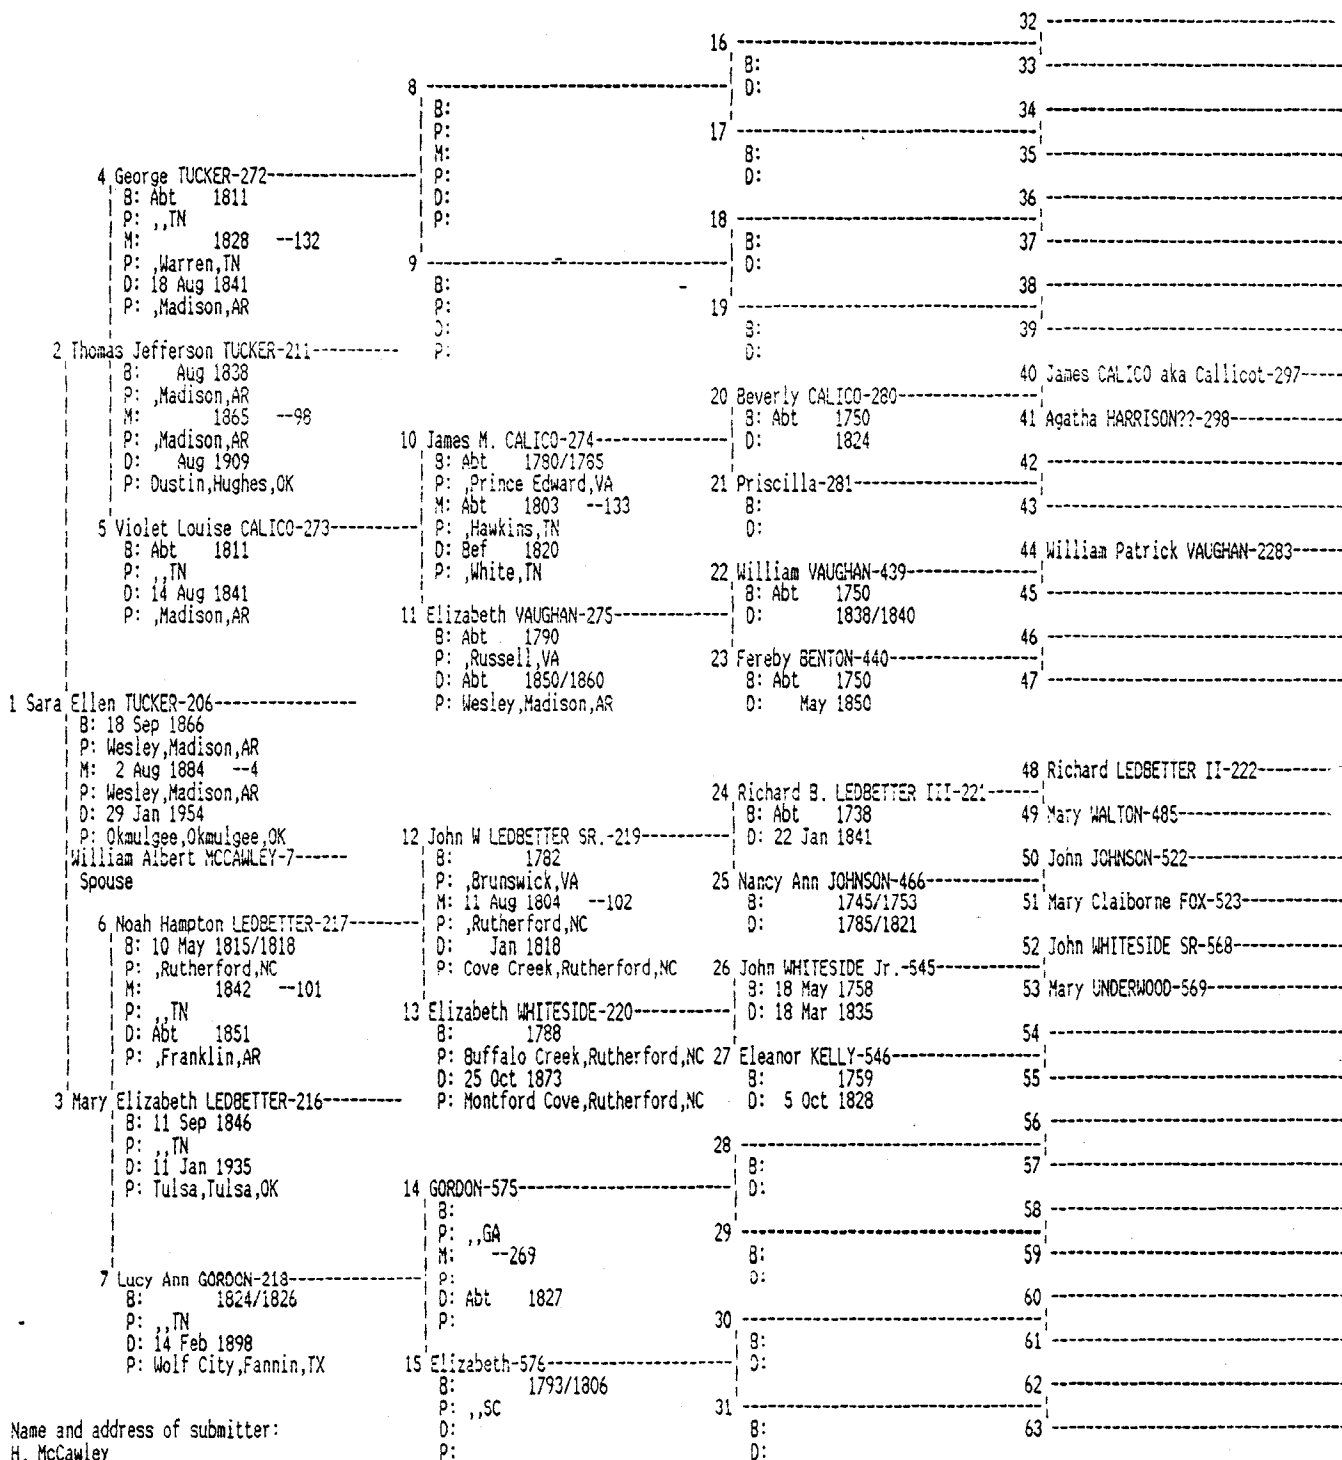 32
16
B:
33
D:
8
B:
34
P:
17
M:
B:
35
P:
D:
4 George TUCKER-272
D:
36
B: Abt 1811
P:
18
P: ,,TN
B:
37
M: 1828 --132
D:
P: ,Warren,TN
9
38
D: 18 Aug 1841
B:
P: ,Madison,AR
P:
19
D:
B:
39
2 Thomas Jefferson TUCKER-211
P:
D:
B: Aug 1838
40 James CALICO aka Callicot-297
P: ,Madison,AR
20 Beverly CALICO-280
M: 1865 --98
B: Abt 1750
41 Agatha HARRISON??-298
P: ,Madison,AR
10 James M. CALICO-274
D: 1824
D: Aug 1909
B: Abt 1780/1785
42
P: Dustin,Hughes,OK
P: ,Prince Edward,VA
21 Priscilla-281
M: Abt 1803 --133
B:
43
5 Violet Louise CALICO-273
P: ,Hawkins,TN
D:
B: Abt 1811
D: Bef 1820
44 William Patrick VAUGHAN-2283
P: ,,TN
P: ,White,TN
22 William VAUGHAN-439
D: 14 Aug 1841
B: Abt 1750
45
P: ,Madison,AR
11 Elizabeth VAUGHAN-275
D: 1838/1840
B: Abt 1790
46
P: ,Russell,VA
23 Fereby BENTON-440
D: Abt 1850/1860
B: Abt 1750
47
1 Sara Ellen TUCKER-206
P: Wesley,Madison,AR
D: May 1850
B: 18 Sep 1866
P: Wesley,Madison,AR
M: 2 Aug 1884 --4
48 Richard LEDBETTER II-222
P: Wesley,Madison,AR
24 Richard B. LEDBETTER III-221
D: 29 Jan 1954
B: Abt 1738
49 Mary WALTON-485
P: Okmulgee,Okmulgee,OK
12 John W LEDBETTER SR.-219
D: 22 Jan 1841
William Albert MCCAWLEY-7
B: 1782
50 John JOHNSON-522
Spouse
P: ,Brunswick,VA
25 Nancy Ann JOHNSON-466
M: 11 Aug 1804 --102
B: 1745/1753
51 Mary Claiborne FOX-523
6 Noah Hampton LEDBETTER-217
P: ,Rutherford,NC
D: 1785/1821
B: 10 May 1815/1818
D: Jan 1818
52 John WHITESIDE SR-568
P: ,Rutherford,NC
P: Cove Creek,Rutherford,NC
26 John WHITESIDE Jr.-545
M: 1842 --101
B: 18 May 1758
53 Mary UNDERWOOD-569
P: ,,TN
13 Elizabeth WHITESIDE-220
D: 18 Mar 1835
D: Abt 1851
B: 1788
54
P: ,Franklin,AR
P: Buffalo Creek,Rutherford,NC
27 Eleanor KELLY-546
D: 25 Oct 1873
B: 1759
55
3 Mary Elizabeth LEDBETTER-216
P: Montford Cove,Rutherford,NC
D: 5 Oct 1828
B: 11 Sep 1846
56
P: ,,TN
28
D: 11 Jan 1935
B:
57
P: Tulsa,Tulsa,OK
14 GORDON-575
D:
B:
58
P: ,,GA
29
M: --269
B:
59
7 Lucy Ann GORDON-218
P:
D:
B: 1824/1826
D: Abt 1827
60
P: ,,TN
P:
30
D: 14 Feb 1898
B:
61
P: Wolf City,Fannin,TX
15 Elizabeth-576
D:
B: 1793/1806
62
P: ,,SC
31
Name and address of submitter:
D:
B:
63
H. McCawley
P:
D: